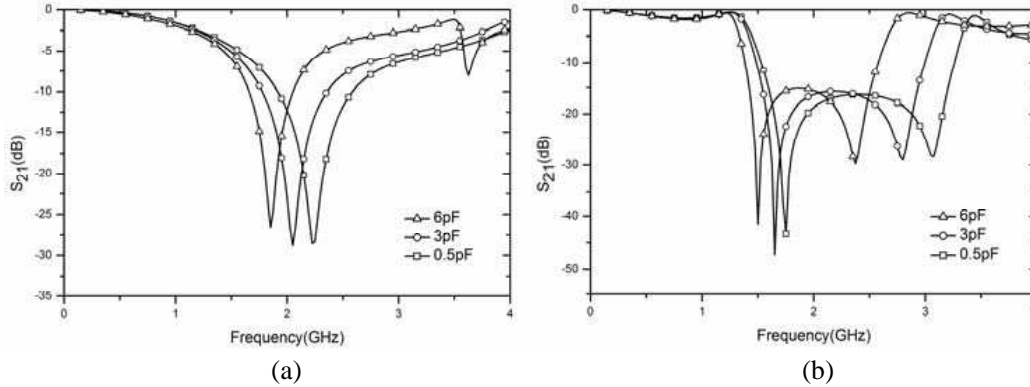 0
-5
-10
-15
-20
-25
-30
-35
S21(dB)
6pF
3pF
0.5pF
0 1 2 3 4
Frequency(GHz)
(a)
0
-10
-20
-30
-40
-50
S21(dB)
6pF
3pF
0.5pF
0 1 2 3
Frequency(GHz)
(b)